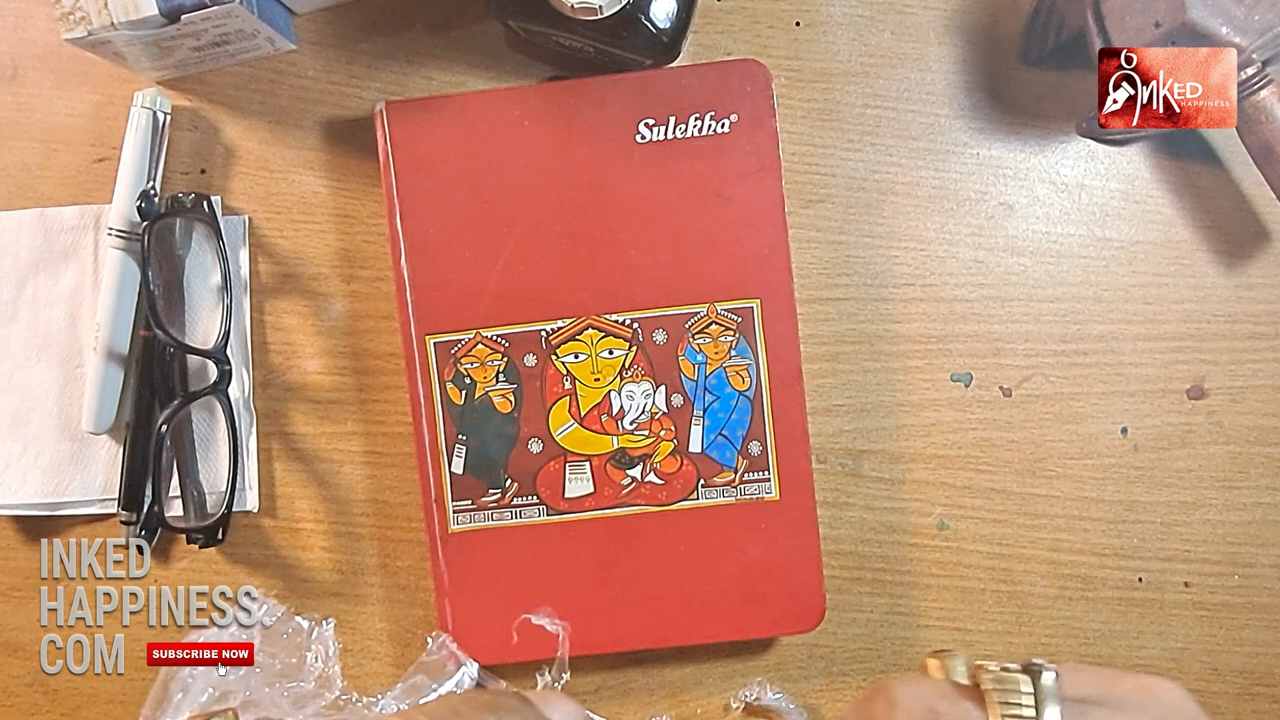 Sulekha®
INKED
HAPPINESS
INKED
HAPPINESS.
COM
SUBSCRIBE NOW